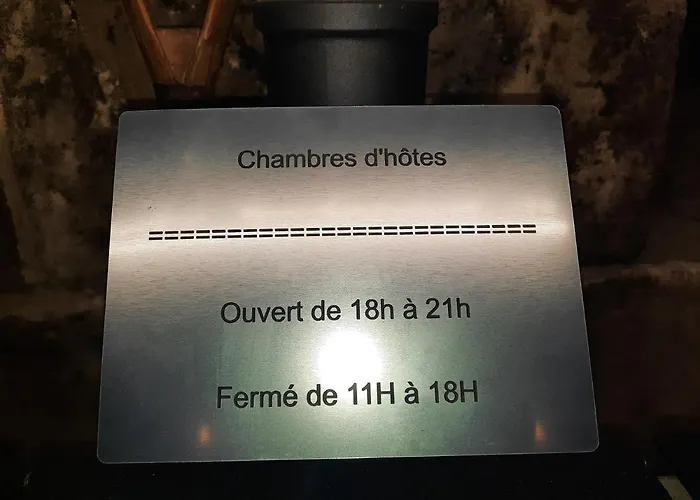 Chambres d'hôtes
================================
Ouvert de 18h à 21h
Fermé de 11H à 18H